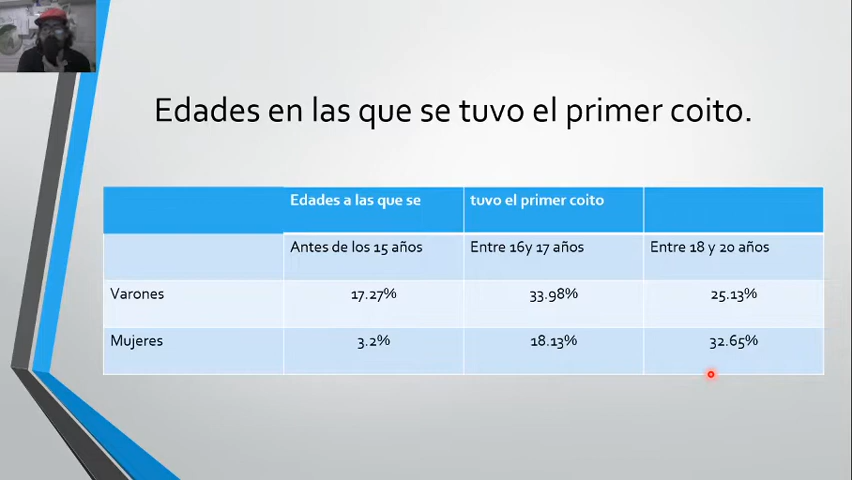 Edades en las que se tuvo el primer coito.
Edades a las que se tuvo el primer coito
Antes de los 15 años Entre 16y 17 años Entre 18 y 20 años
Varones 17.27% 33.98% 25.13%
Mujeres 3.2% 18.13% 32.65%